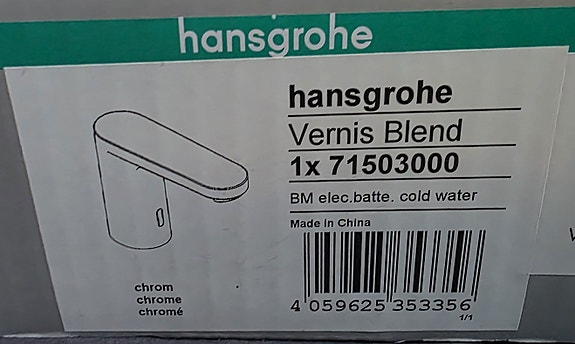 hansgrohe
hansgrohe
Vernis Blend
1x 71503000
BM elec.batte. cold water
Made in China
chrom
chrome
chromé
4 059625 353356
1/1